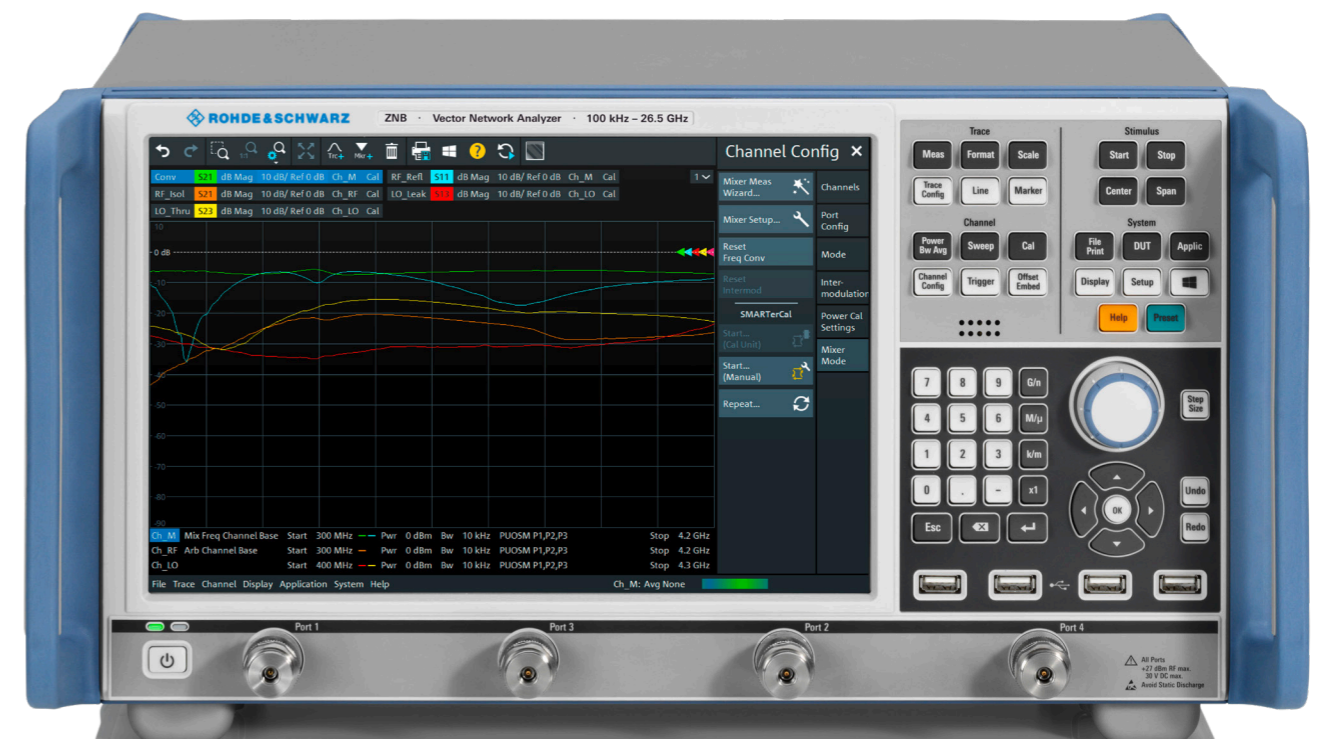 ROHDE&SCHWARZ
ZNB · Vector Network Analyzer · 100 kHz – 26.5 GHz
1:1
Trc+
Mkr+
?
Channel Config ×
Conv S21 dB Mag 10 dB/ Ref 0 dB Ch_M Cal
RF_Refl S11 dB Mag 10 dB/ Ref 0 dB Ch_M Cal
1
RF_Isol S21 dB Mag 10 dB/ Ref 0 dB Ch_RF Cal
LO_Leak S13 dB Mag 10 dB/ Ref 0 dB Ch_LO Cal
LO_Thru S23 dB Mag 10 dB/ Ref 0 dB Ch_LO Cal
10
0 dB
-10
-20
-30
-40
-50
-60
-70
-80
-90
Ch_M Mix Freq Channel Base Start 300 MHz Pwr 0 dBm Bw 10 kHz PUOSM P1,P2,P3 Stop 4.2 GHz
Ch_RF Arb Channel Base Start 300 MHz Pwr 0 dBm Bw 10 kHz PUOSM P1,P2,P3 Stop 4.2 GHz
Ch_LO Start 400 MHz Pwr 0 dBm Bw 10 kHz PUOSM P1,P2,P3 Stop 4.3 GHz
File Trace Channel Display Application System Help
Ch_M: Avg None
Mixer Meas
Wizard...
Mixer Setup...
Reset
Freq Conv
Reset
Intermod
SMARTerCal
Start...
(Cal Unit)
Start...
(Manual)
Repeat...
Channels
Port
Config
Mode
Inter-
modulation
Power Cal
Settings
Mixer
Mode
Trace
Meas
Format
Scale
Trace
Config
Line
Marker
Channel
Power
Bw Avg
Sweep
Cal
Channel
Config
Trigger
Offset
Embed
Stimulus
Start
Stop
Center
Span
System
File
Print
DUT
Applic
Display
Setup
Help
Preset
7
8
9
G/n
4
5
6
M/µ
1
2
3
k/m
0
.
-
x1
Esc
Step
Size
OK
Undo
Redo
Port 1
Port 3
Port 2
Port 4
All Ports
+27 dBm RF max.
30 V DC max.
Avoid Static Discharge